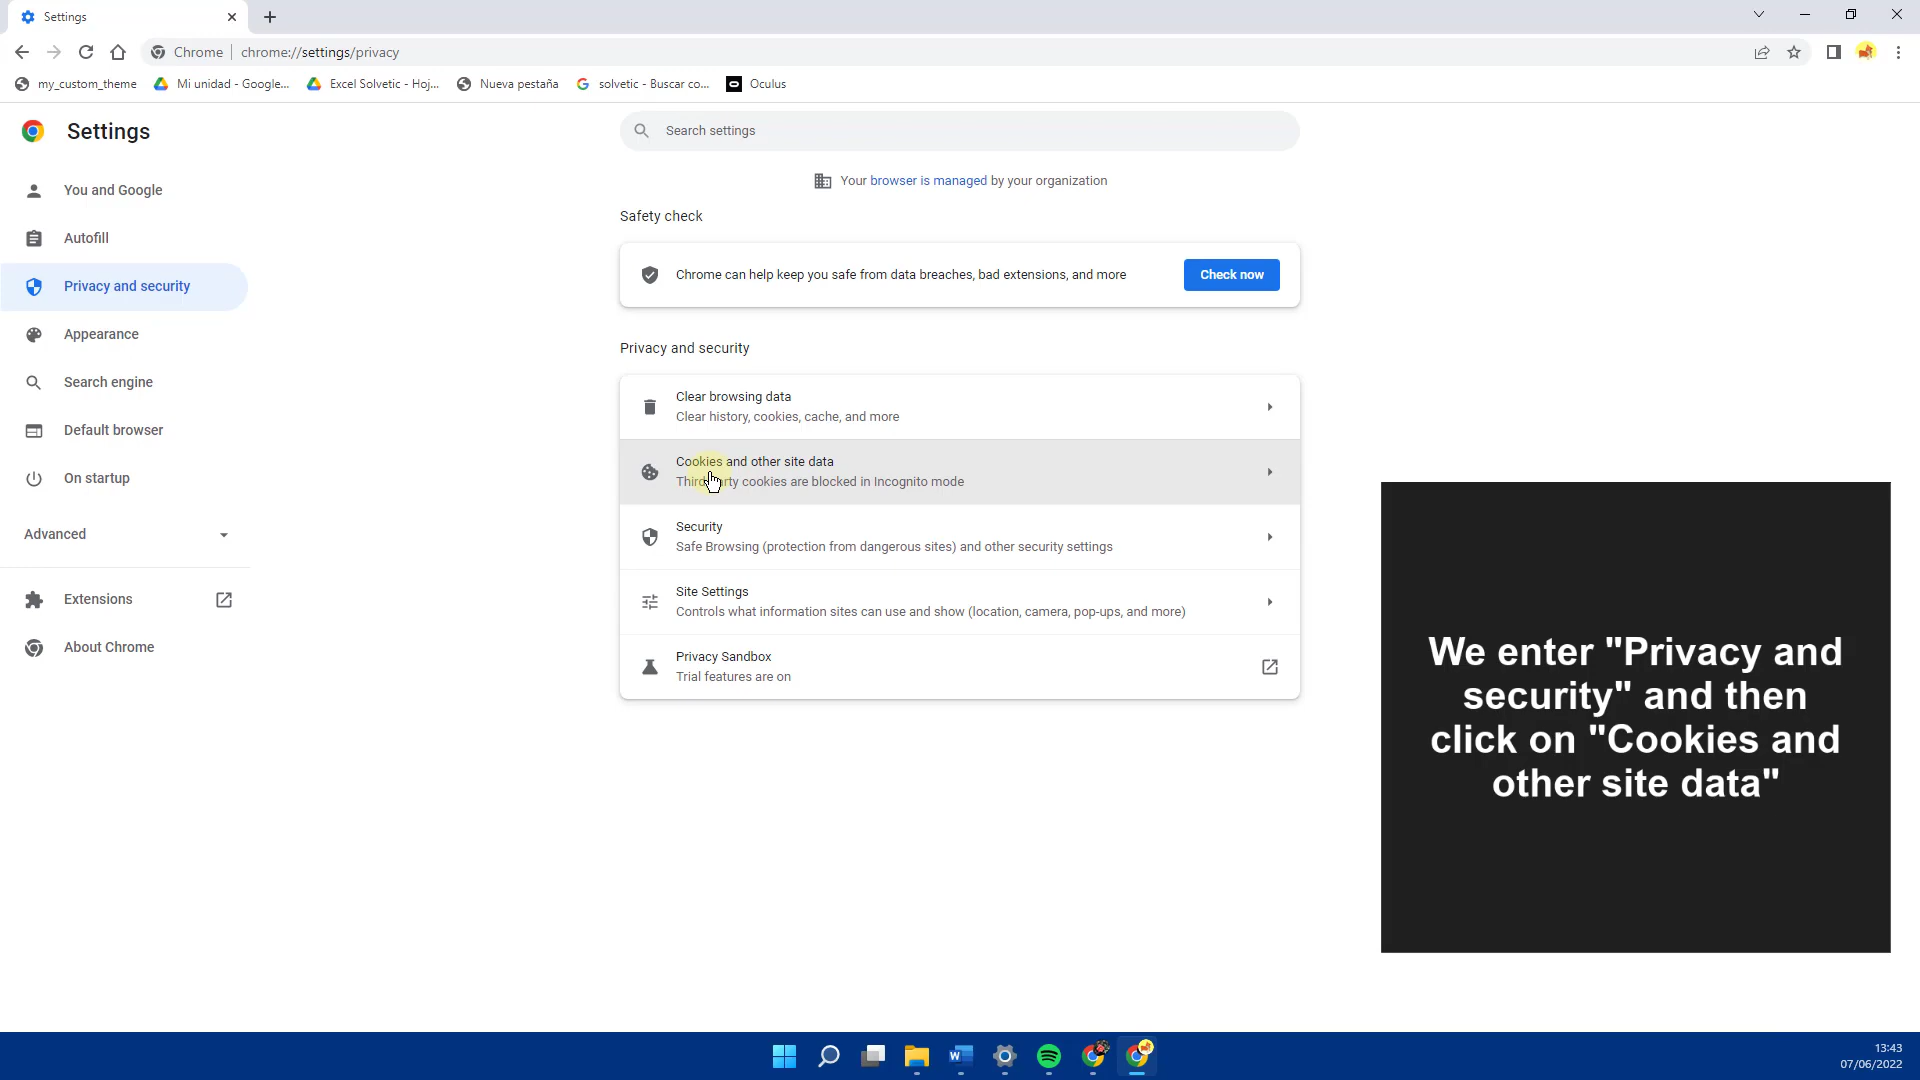 Settings
Chrome
chrome://settings/privacy
my_custom_theme
Mi unidad - Google...
Excel Solvetic - Hoj...
Nueva pestaña
solvetic - Buscar co...
Oculus
Settings
Search settings
Your browser is managed by your organization
You and Google
Autofill
Privacy and security
Appearance
Search engine
Default browser
On startup
Advanced
Extensions
About Chrome
Safety check
Chrome can help keep you safe from data breaches, bad extensions, and more
Check now
Privacy and security
Clear browsing data
Clear history, cookies, cache, and more
Cookies and other site data
Third-party cookies are blocked in Incognito mode
Security
Safe Browsing (protection from dangerous sites) and other security settings
Site Settings
Controls what information sites can use and show (location, camera, pop-ups, and more)
Privacy Sandbox
Trial features are on
We enter "Privacy and
security" and then
click on "Cookies and
other site data"
13:43
07/06/2022